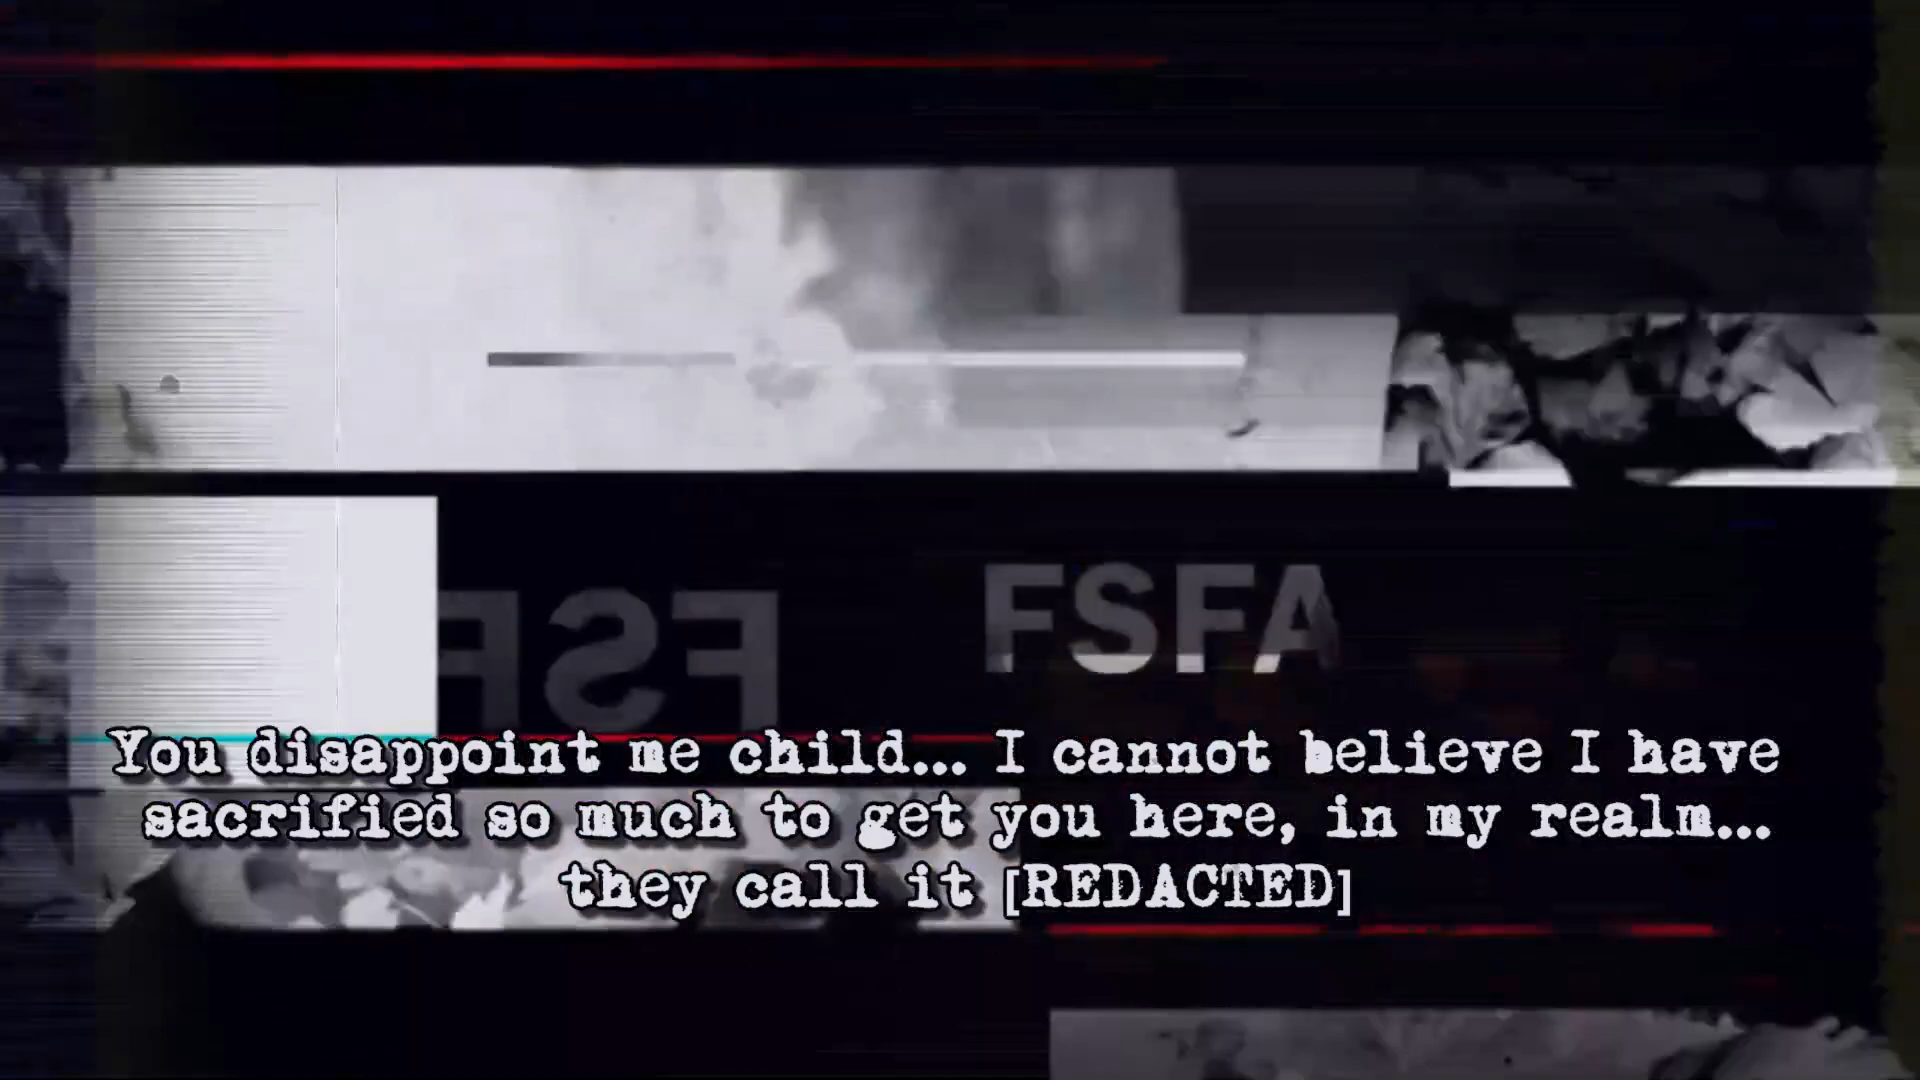 FSF
FSFA
You disappoint me child... I cannot believe I have
sacrified so much to get you here, in my realm...
they call it [REDACTED]